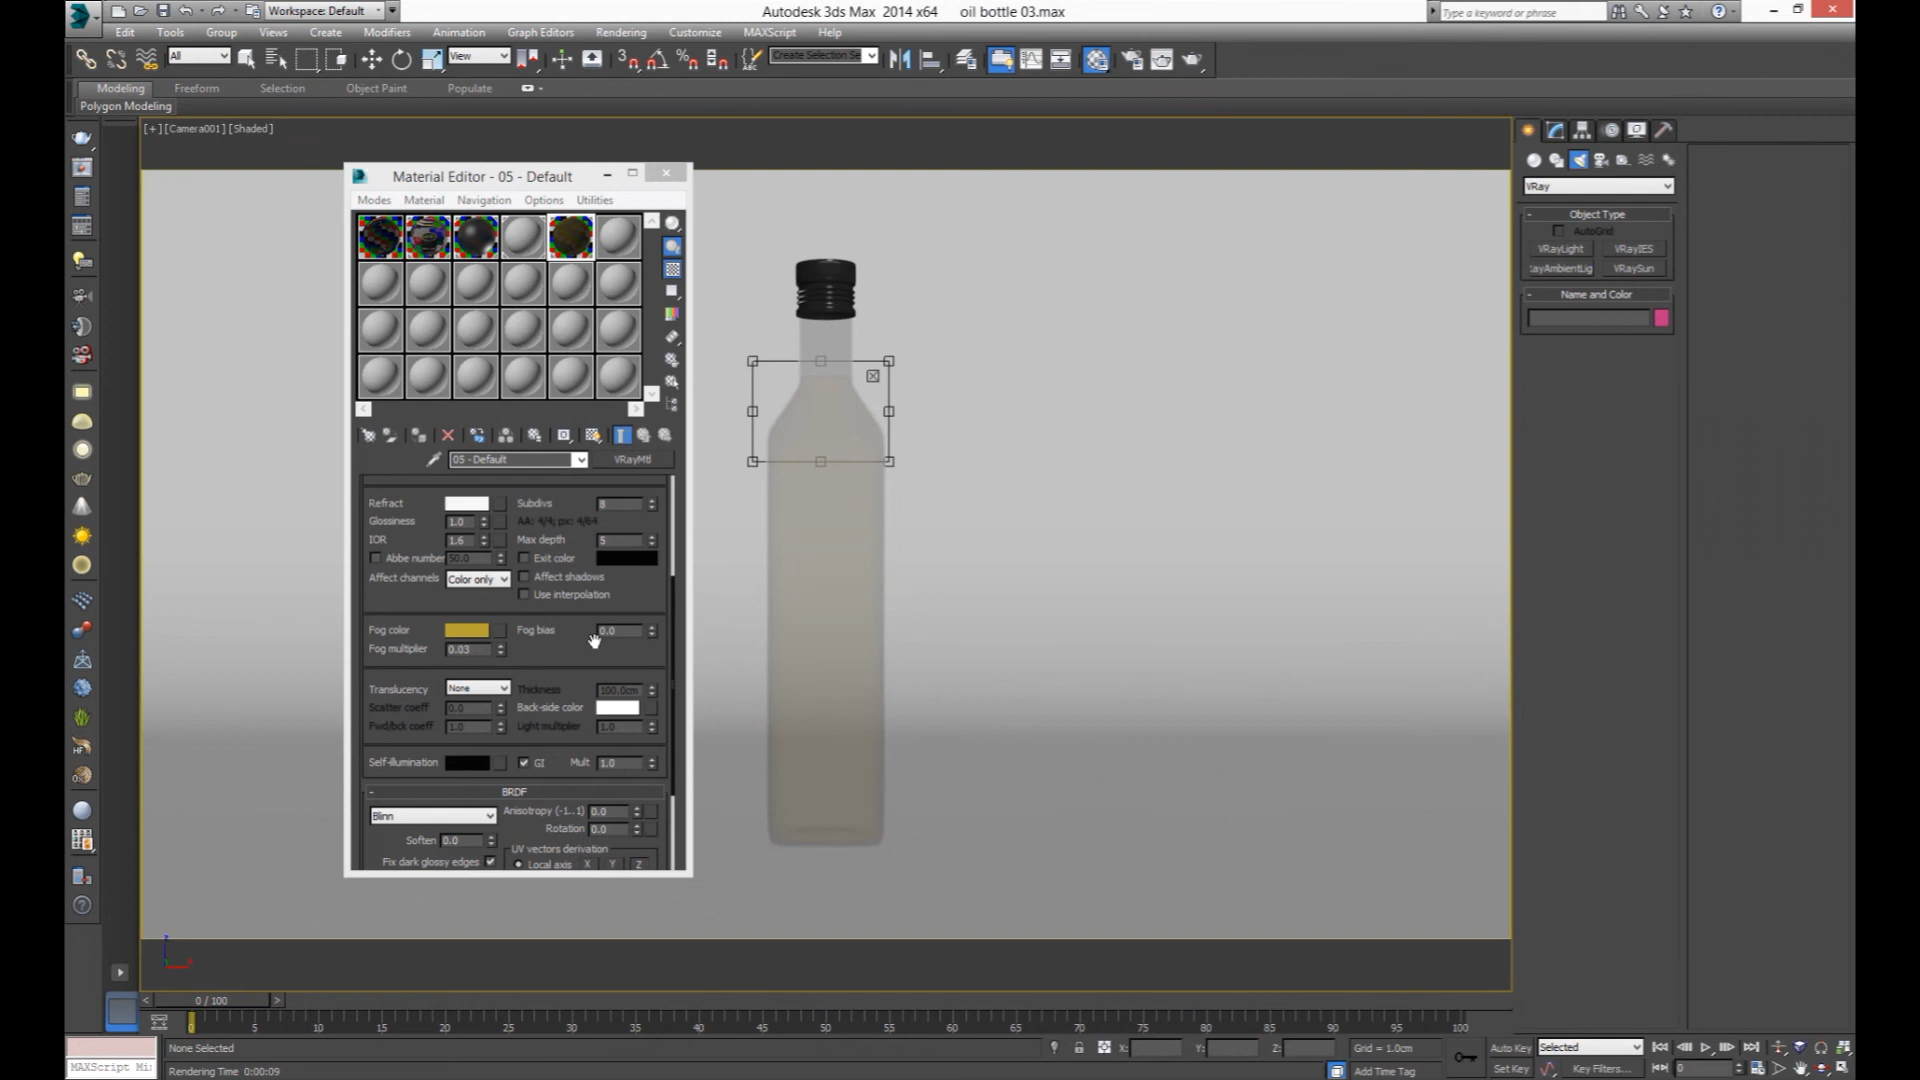 Workspace: Default
Autodesk 3ds Max 2014 x64 oil bottle 03.max
Type a keyword or phrase
Edit Tools Group Views Create Modifiers Animation Graph Editors Rendering Customize MAXScript Help
All
View
Create Selection Se
Modeling Freeform Selection Object Paint Populate
Polygon Modeling
[+] [Camera001] [Shaded]
Material Editor - 05 - Default
Modes Material Navigation Options Utilities
05 - Default VRayMtl
Refract Subdivs 8
Glossiness 1.0 AA: 4/4; px: 4/64
IOR 1.6 Max depth 5
Abbe number 50.0 Exit color
Affect channels Color only Affect shadows
Use interpolation
Fog color Fog bias 0.0
Fog multiplier 0.03
Translucency None Thickness 100.0cm
Scatter coeff 0.0 Back-side color
Fwd/bck coeff 1.0 Light multiplier 1.0
Self-illumination GI Mult 1.0
- BRDF
Blinn Anisotropy (-1..1) 0.0
Rotation 0.0
Soften 0.0
UV vectors derivation
Fix dark glossy edges Local axis X Y Z
VRay
- Object Type
AutoGrid
VRayLight VRayIES
rayAmbientLig VRaySun
- Name and Color
z
x
< 0 / 100 >
0 5 10 15 20 25 30 35 40 45 50 55 60 65 70 75 80 85 90 95 100
None Selected X: Y: Z: Grid = 1.0cm Auto Key Selected
MAXScript Mi Rendering Time 0:00:09 Add Time Tag Set Key Key Filters... 0